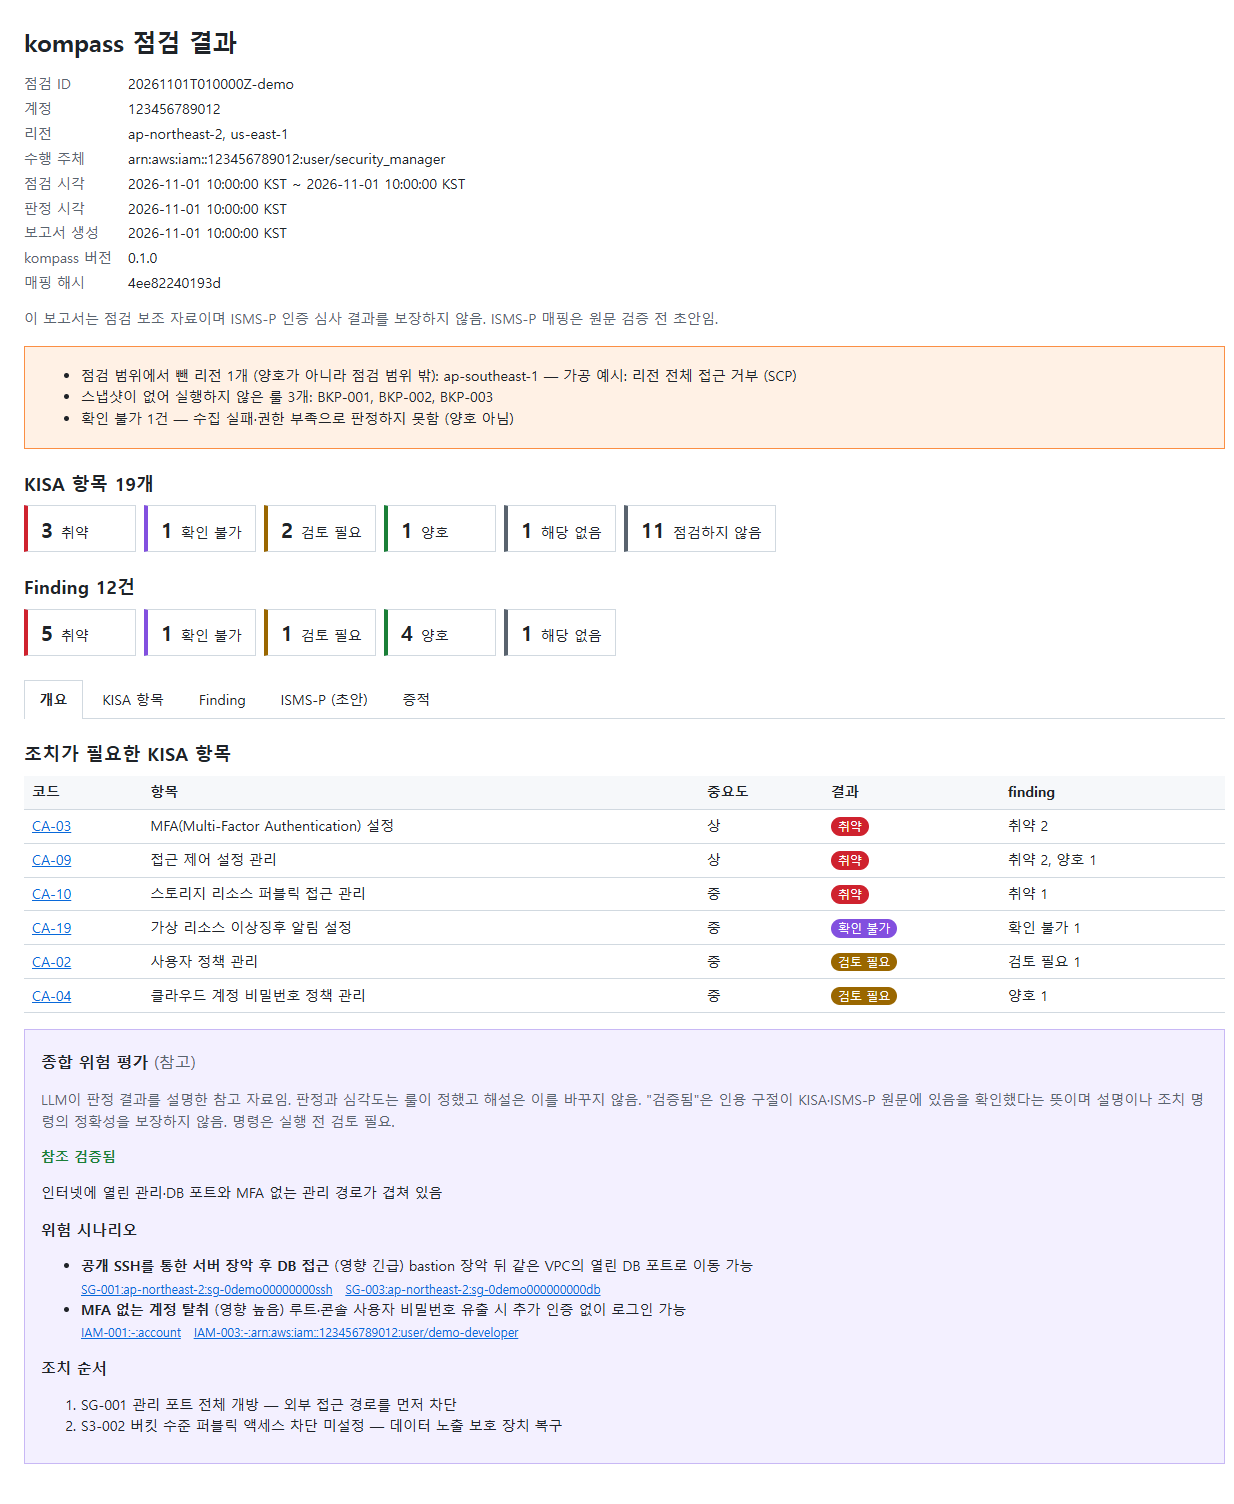 kompass 점검 결과
점검 ID 20261101T010000Z-demo
계정 123456789012
리전 ap-northeast-2, us-east-1
수행 주체 arn:aws:iam::123456789012:user/security_manager
점검 시각 2026-11-01 10:00:00 KST ~ 2026-11-01 10:00:00 KST
판정 시각 2026-11-01 10:00:00 KST
보고서 생성 2026-11-01 10:00:00 KST
kompass 버전 0.1.0
매핑 해시 4ee82240193d
이 보고서는 점검 보조 자료이며 ISMS-P 인증 심사 결과를 보장하지 않음. ISMS-P 매핑은 원문 검증 전 초안임.
• 점검 범위에서 뺀 리전 1개 (양호가 아니라 점검 범위 밖): ap-southeast-1 — 가공 예시: 리전 전체 접근 거부 (SCP)
• 스냅샷이 없어 실행하지 않은 룰 3개: BKP-001, BKP-002, BKP-003
• 확인 불가 1건 — 수집 실패·권한 부족으로 판정하지 못함 (양호 아님)
KISA 항목 19개
3 취약 1 확인 불가 2 검토 필요 1 양호 1 해당 없음 11 점검하지 않음
Finding 12건
5 취약 1 확인 불가 1 검토 필요 4 양호 1 해당 없음
개요 KISA 항목 Finding ISMS-P (초안) 증적
조치가 필요한 KISA 항목
코드 항목 중요도 결과 finding
CA-03 MFA(Multi-Factor Authentication) 설정 상 취약 취약 2
CA-09 접근 제어 설정 관리 상 취약 취약 2, 양호 1
CA-10 스토리지 리소스 퍼블릭 접근 관리 중 취약 취약 1
CA-19 가상 리소스 이상징후 알림 설정 중 확인 불가 확인 불가 1
CA-02 사용자 정책 관리 중 검토 필요 검토 필요 1
CA-04 클라우드 계정 비밀번호 정책 관리 중 검토 필요 양호 1
종합 위험 평가 (참고)
LLM이 판정 결과를 설명한 참고 자료임. 판정과 심각도는 룰이 정했고 해설은 이를 바꾸지 않음. "검증됨"은 인용 구절이 KISA·ISMS-P 원문에 있음을 확인했다는 뜻이며 설명이나 조치 명
령의 정확성을 보장하지 않음. 명령은 실행 전 검토 필요.
참조 검증됨
인터넷에 열린 관리·DB 포트와 MFA 없는 관리 경로가 겹쳐 있음
위험 시나리오
• 공개 SSH를 통한 서버 장악 후 DB 접근 (영향 긴급) bastion 장악 뒤 같은 VPC의 열린 DB 포트로 이동 가능
SG-001:ap-northeast-2:sg-0demo00000000ssh SG-003:ap-northeast-2:sg-0demo000000000db
• MFA 없는 계정 탈취 (영향 높음) 루트·콘솔 사용자 비밀번호 유출 시 추가 인증 없이 로그인 가능
IAM-001:-:account IAM-003:-:arn:aws:iam::123456789012:user/demo-developer
조치 순서
1. SG-001 관리 포트 전체 개방 — 외부 접근 경로를 먼저 차단
2. S3-002 버킷 수준 퍼블릭 액세스 차단 미설정 — 데이터 노출 보호 장치 복구